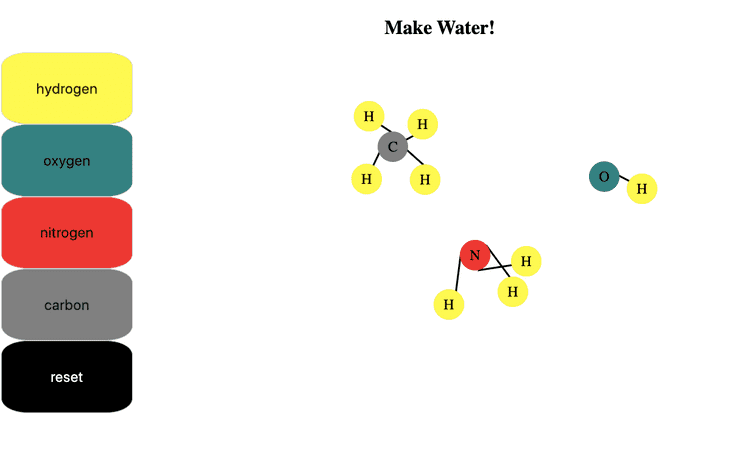 Make Water!
hydrogen
oxygen
nitrogen
carbon
reset
H
H
C
H
H
O
H
N
H
H
H